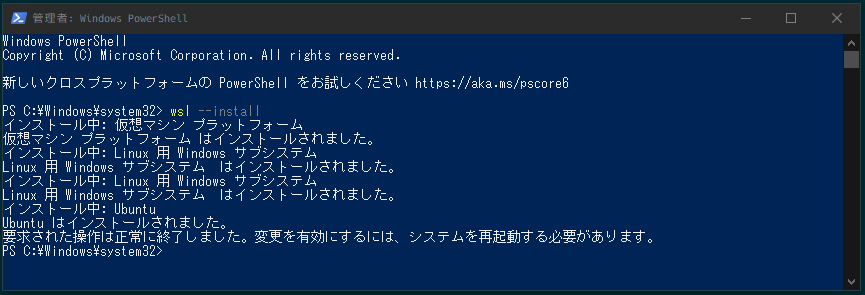 管理者: Windows PowerShell
Windows PowerShell
Copyright (C) Microsoft Corporation. All rights reserved.
新しいクロスプラットフォームの PowerShell をお試しください https://aka.ms/pscore6
PS C:¥Windows¥system32> wsl --install
インストール中: 仮想マシン プラットフォーム
仮想マシン プラットフォーム はインストールされました。
インストール中: Linux 用 Windows サブシステム
Linux 用 Windows サブシステム はインストールされました。
インストール中: Linux 用 Windows サブシステム
Linux 用 Windows サブシステム はインストールされました。
インストール中: Ubuntu
Ubuntu はインストールされました。
要求された操作は正常に終了しました。変更を有効にするには、システムを再起動する必要があります。
PS C:¥Windows¥system32>